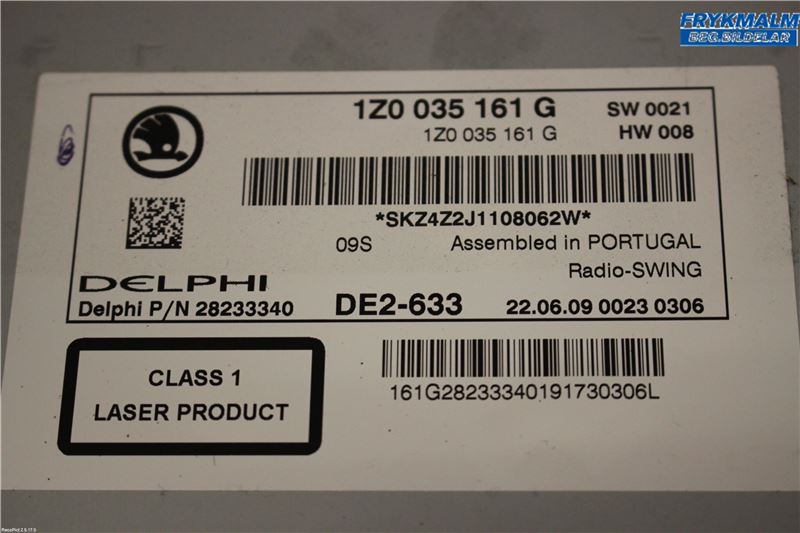 FRYKMALM
BEG.BILDELAR
1Z0 035 161 G SW 0021
1Z0 035 161 G HW 008
*SKZ4Z2J1108062W*
09S Assembled in PORTUGAL
Radio-SWING
DELPHI
Delphi P/N 28233340 DE2-633 22.06.09 0023 0306
CLASS 1
LASER PRODUCT
161G28233340191730306L